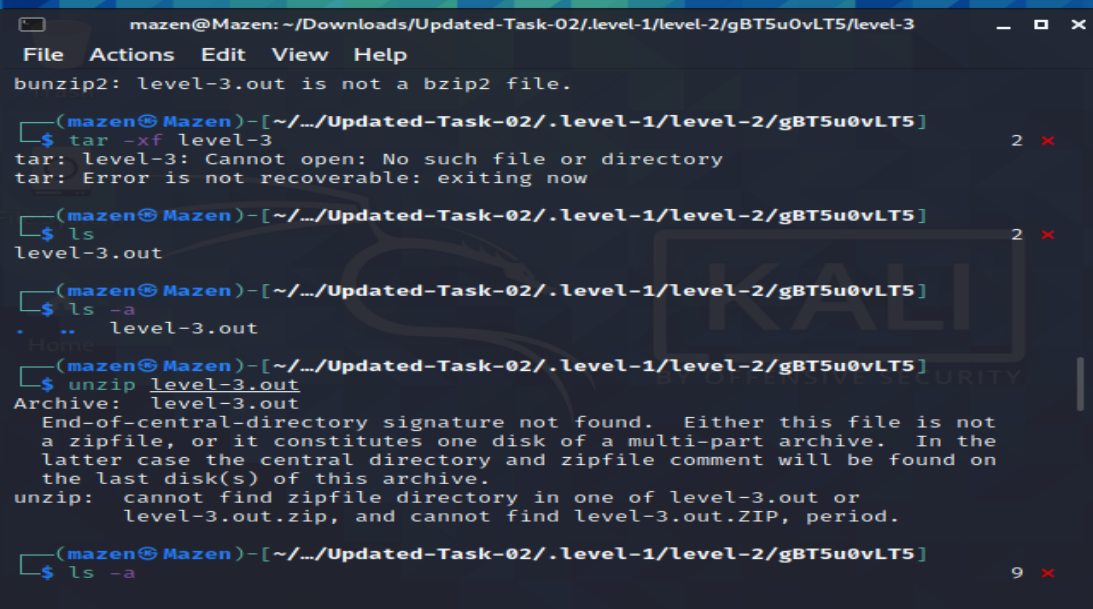 mazen@Mazen: ~/Downloads/Updated-Task-02/.level-1/level-2/gBT5u0vLT5/level-3
File Actions Edit View Help
bunzip2: level-3.out is not a bzip2 file.
┌──(mazen㉿Mazen)-[~/…/Updated-Task-02/.level-1/level-2/gBT5u0vLT5]
└─$ tar -xf level-3 2 ⨯
tar: level-3: Cannot open: No such file or directory
tar: Error is not recoverable: exiting now
┌──(mazen㉿Mazen)-[~/…/Updated-Task-02/.level-1/level-2/gBT5u0vLT5]
└─$ ls 2 ⨯
level-3.out
┌──(mazen㉿Mazen)-[~/…/Updated-Task-02/.level-1/level-2/gBT5u0vLT5]
└─$ ls -a
. .. level-3.out
┌──(mazen㉿Mazen)-[~/…/Updated-Task-02/.level-1/level-2/gBT5u0vLT5]
└─$ unzip level-3.out
Archive: level-3.out
End-of-central-directory signature not found. Either this file is not
a zipfile, or it constitutes one disk of a multi-part archive. In the
latter case the central directory and zipfile comment will be found on
the last disk(s) of this archive.
unzip: cannot find zipfile directory in one of level-3.out or
level-3.out.zip, and cannot find level-3.out.ZIP, period.
┌──(mazen㉿Mazen)-[~/…/Updated-Task-02/.level-1/level-2/gBT5u0vLT5]
└─$ ls -a 9 ⨯
KALI
BY OFFENSIVE SECURITY
Home